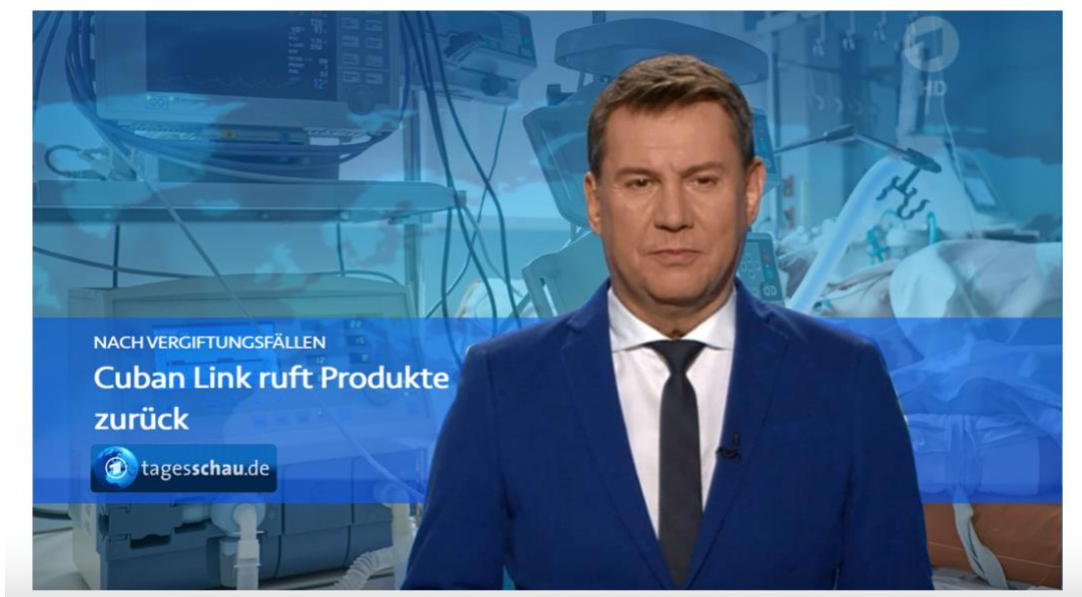 HD
NACH VERGIFTUNGSFÄLLEN
Cuban Link ruft Produkte
zurück
tagesschau.de